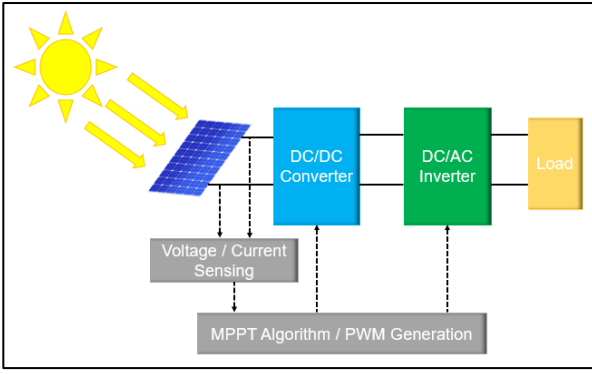 DC/DC
Converter
DC/AC
Inverter
Load
Voltage / Current
Sensing
MPPT Algorithm / PWM Generation